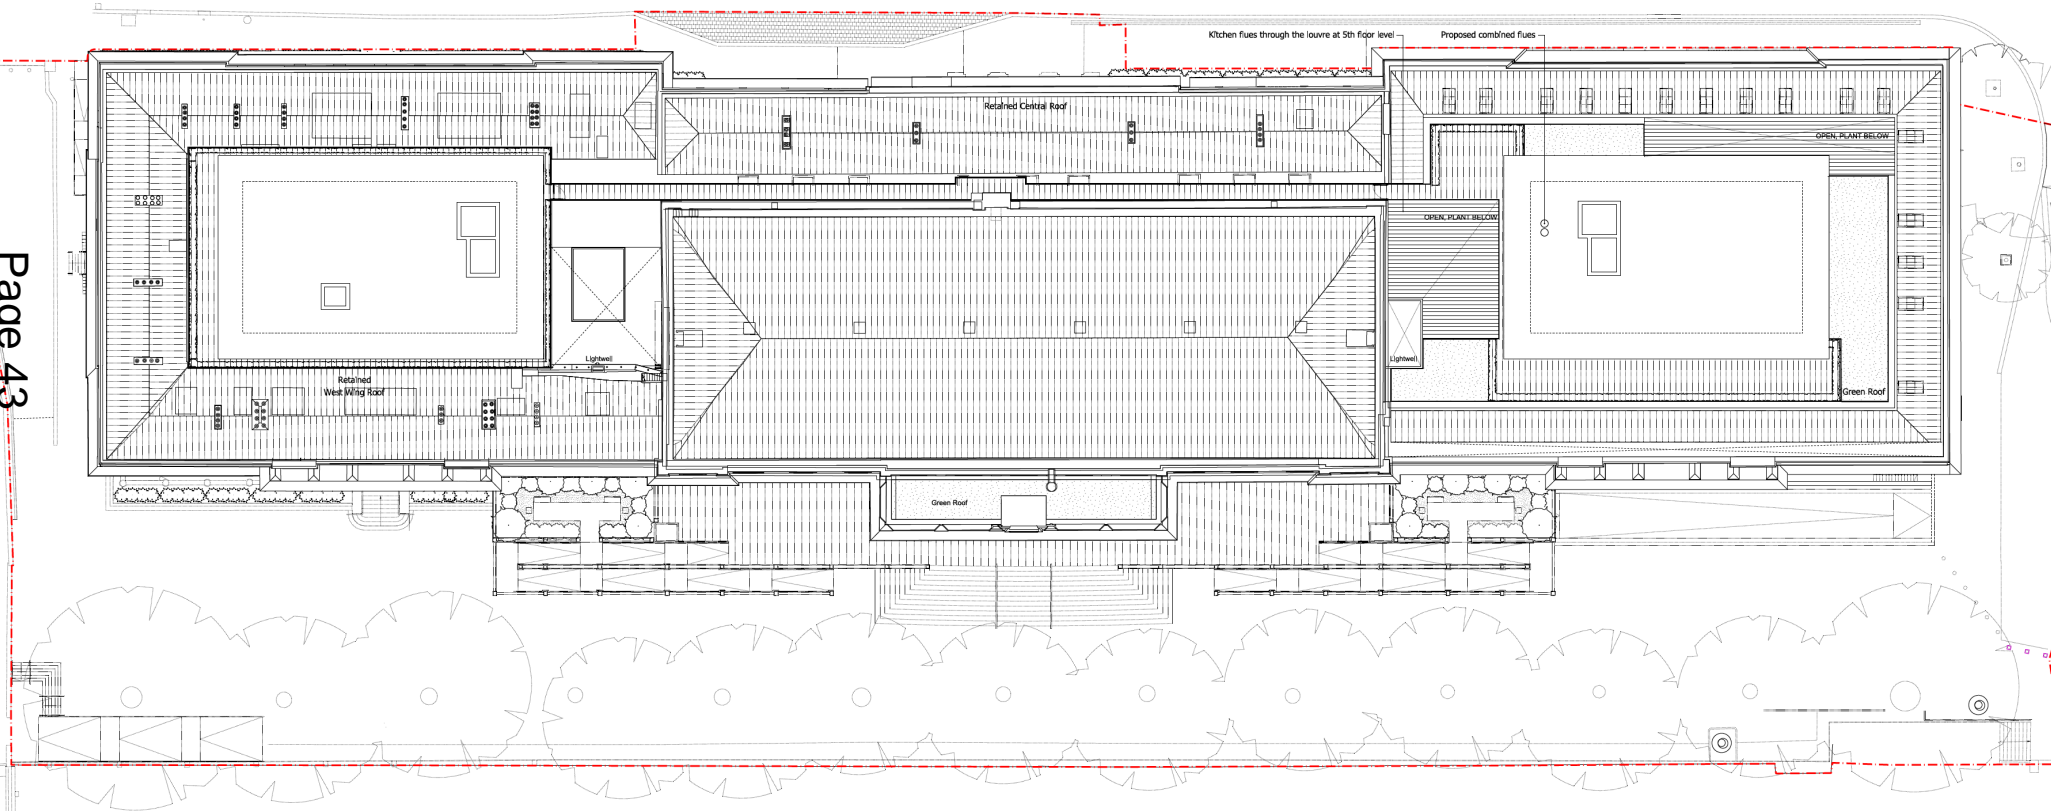 Kitchen flues through the louvre at 5th floor level
Proposed combined flues
Retained Central Roof
OPEN, PLANT BELOW
OPEN, PLANT BELOW
Page 43
Lightwell
Lightwell
Retained
West Wing Roof
Green Roof
Green Roof